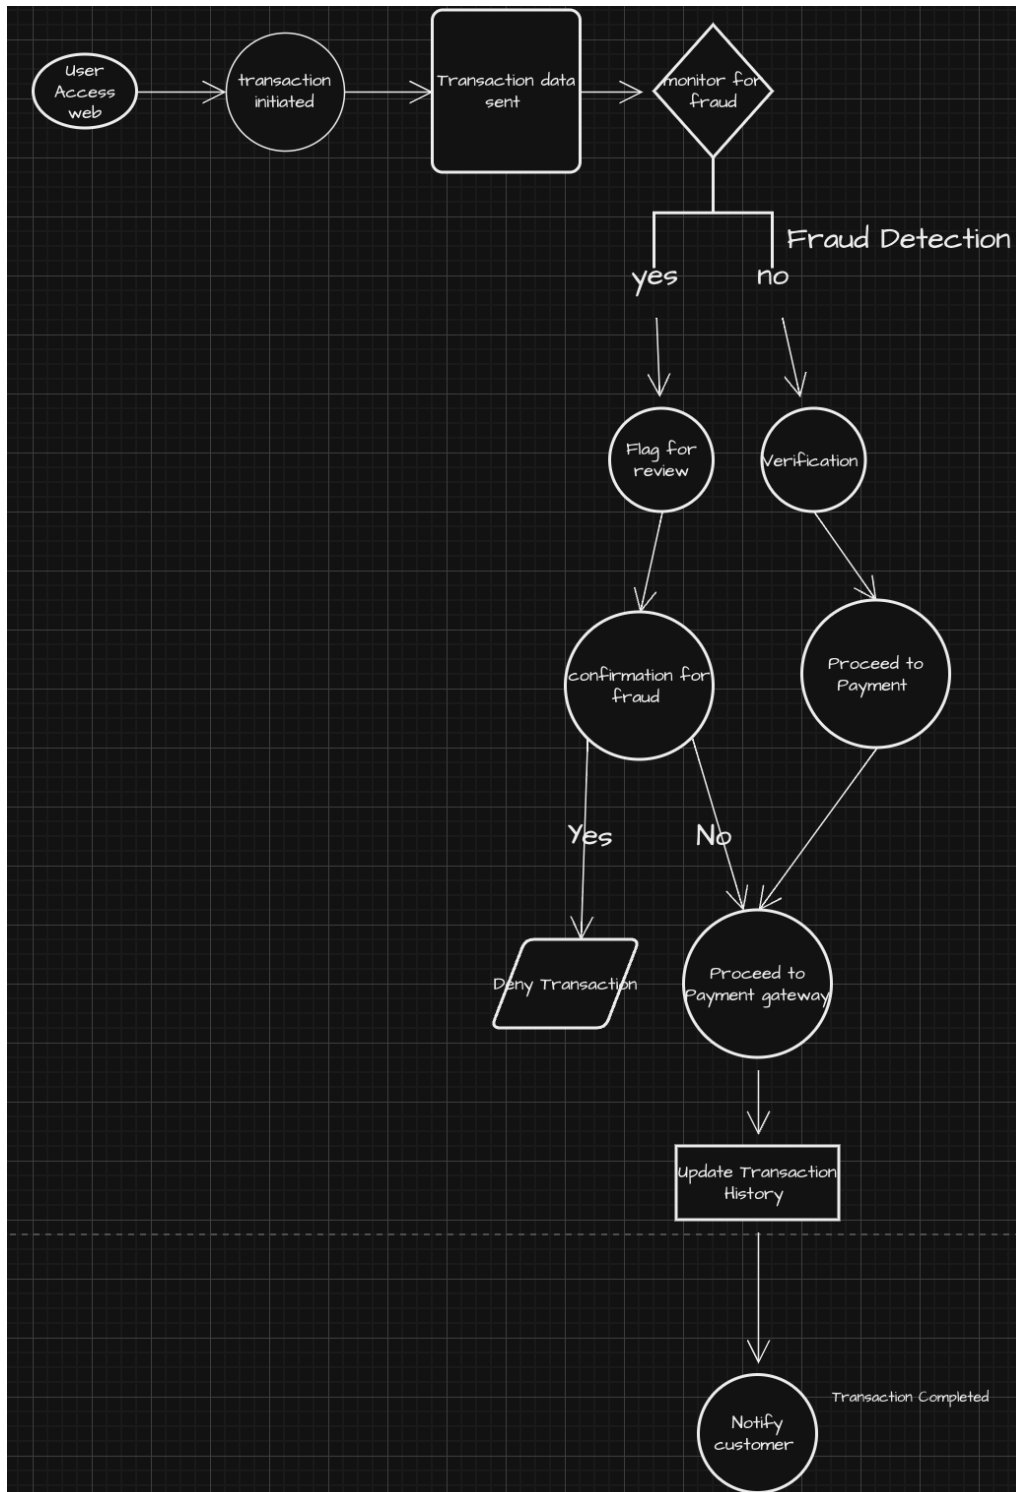 User
Access
web
transaction
initiated
Transaction data
sent
monitor for
fraud
Fraud Detection
yes
no
Flag for
review
Verification
confirmation for
fraud
Proceed to
Payment
Yes
No
Deny Transaction
Proceed to
Payment gateway
Update Transaction
History
Transaction Completed
Notify
customer